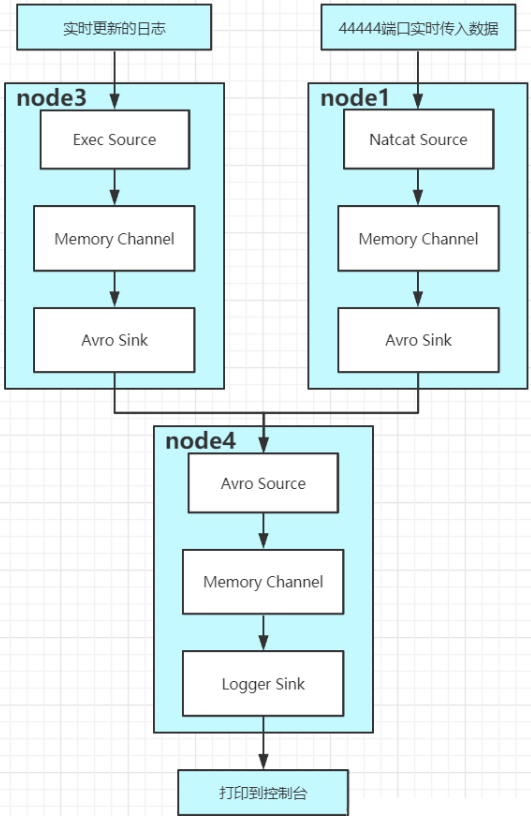 实时更新的日志
44444端口实时传入数据
node3
Exec Source
Memory Channel
Avro Sink
node1
Natcat Source
Memory Channel
Avro Sink
node4
Avro Source
Memory Channel
Logger Sink
打印到控制台